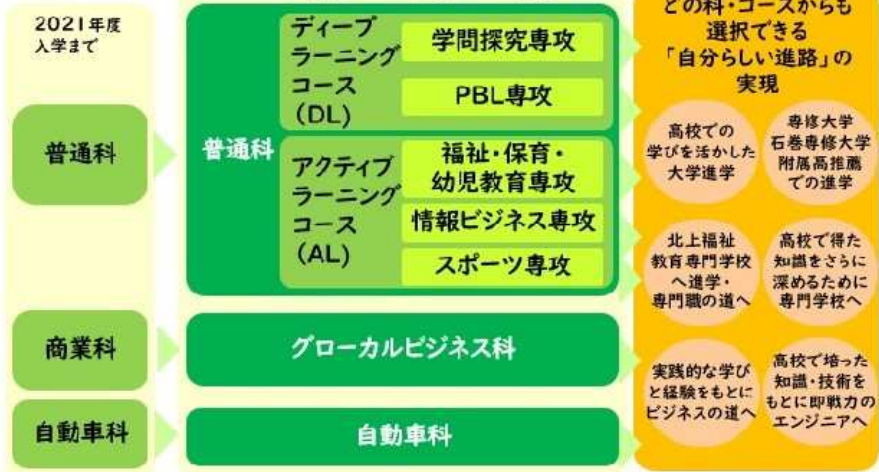 2021年度
入学まで
普通科
商業科
自動車科
普通科
ディープ
ラーニング
コース
(DL)
学問探究専攻
PBL専攻
アクティブ
ラーニング
コース
(AL)
福祉・保育・
幼児教育専攻
情報ビジネス専攻
スポーツ専攻
グローカルビジネス科
自動車科
どの科・コースからも
選択できる
「自分らしい進路」の
実現
高校での
学びを活かした
大学進学
専修大学
石巻専修大学
附属高推薦
での進学
北上福祉
教育専門学校
へ進学・
専門職の道へ
高校で得た
知識をさらに
深めるために
専門学校へ
実践的な学び
と経験をもとに
ビジネスの道へ
高校で培った
知識・技術を
もとに即戦力の
エンジニアへ